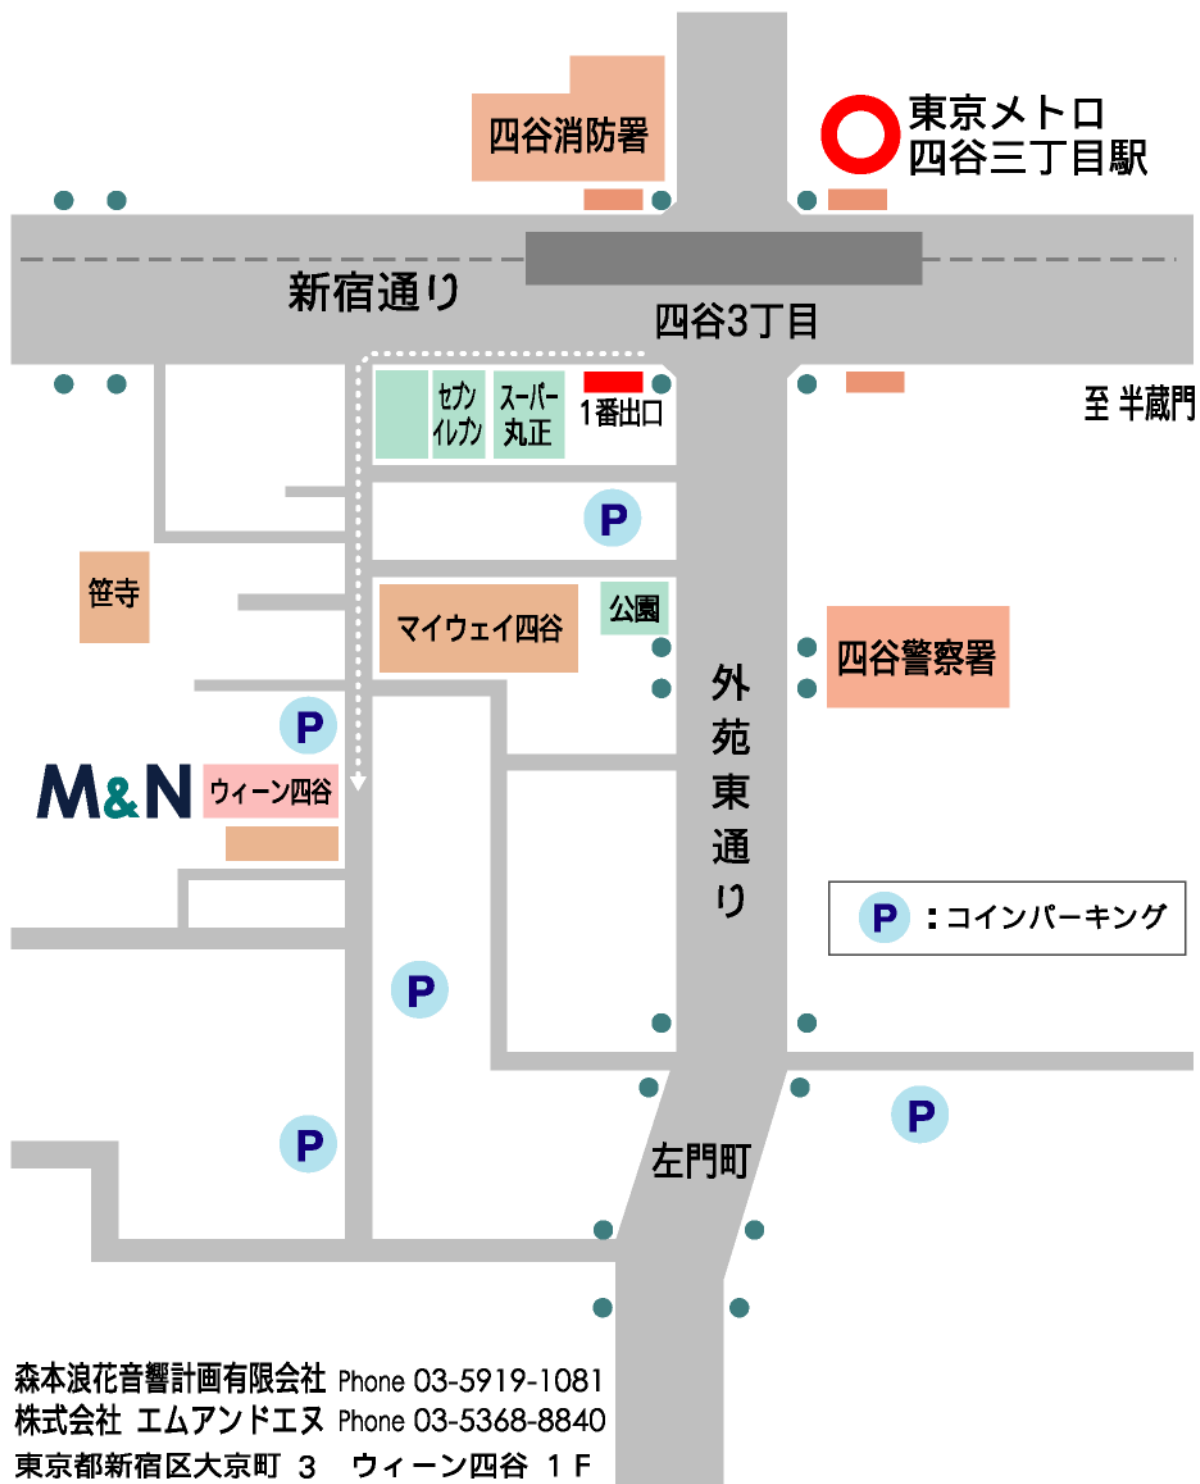 四谷消防署
東京メトロ
四谷三丁目駅
新宿通り
四谷3丁目
セブン
イレブン
スーパー
丸正
1番出口
至 半蔵門
P
笹寺
マイウェイ四谷
公園
四谷警察署
外苑東通り
P
M&N
ウィーン四谷
P：コインパーキング
P
P
P
左門町
森本浪花音響計画有限会社 Phone 03-5919-1081
株式会社 エムアンドエヌ Phone 03-5368-8840
東京都新宿区大京町 3　ウィーン四谷 1F